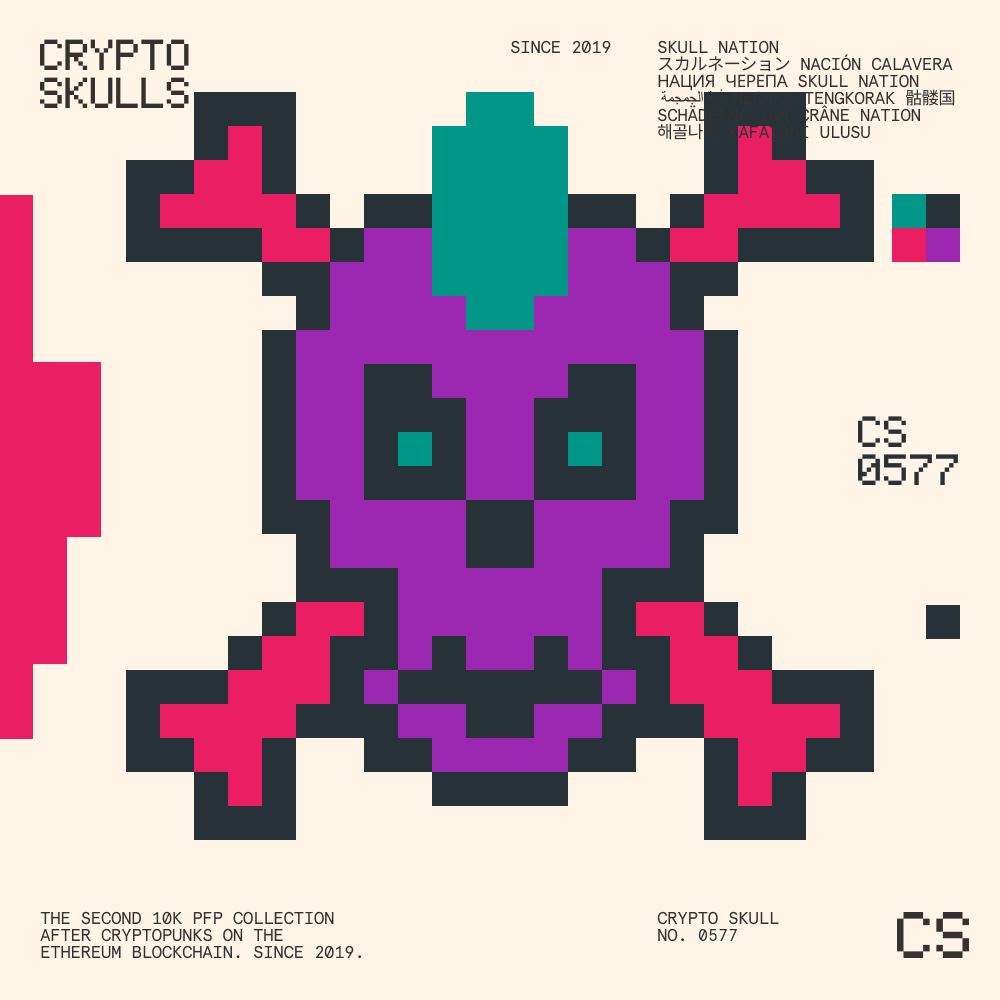 CRYPTO
SKULLS
SINCE 2019
SKULL NATION
スカルネーション NACIÓN CALAVERA
НАЦИЯ ЧЕРЕПА SKULL NATION
TENGKORAK 骷髅国
CRÂNE NATION
해골 ULUSU
CS
0577
THE SECOND 10K PFP COLLECTION
AFTER CRYPTOPUNKS ON THE
ETHEREUM BLOCKCHAIN. SINCE 2019.
CRYPTO SKULL
NO. 0577
CS